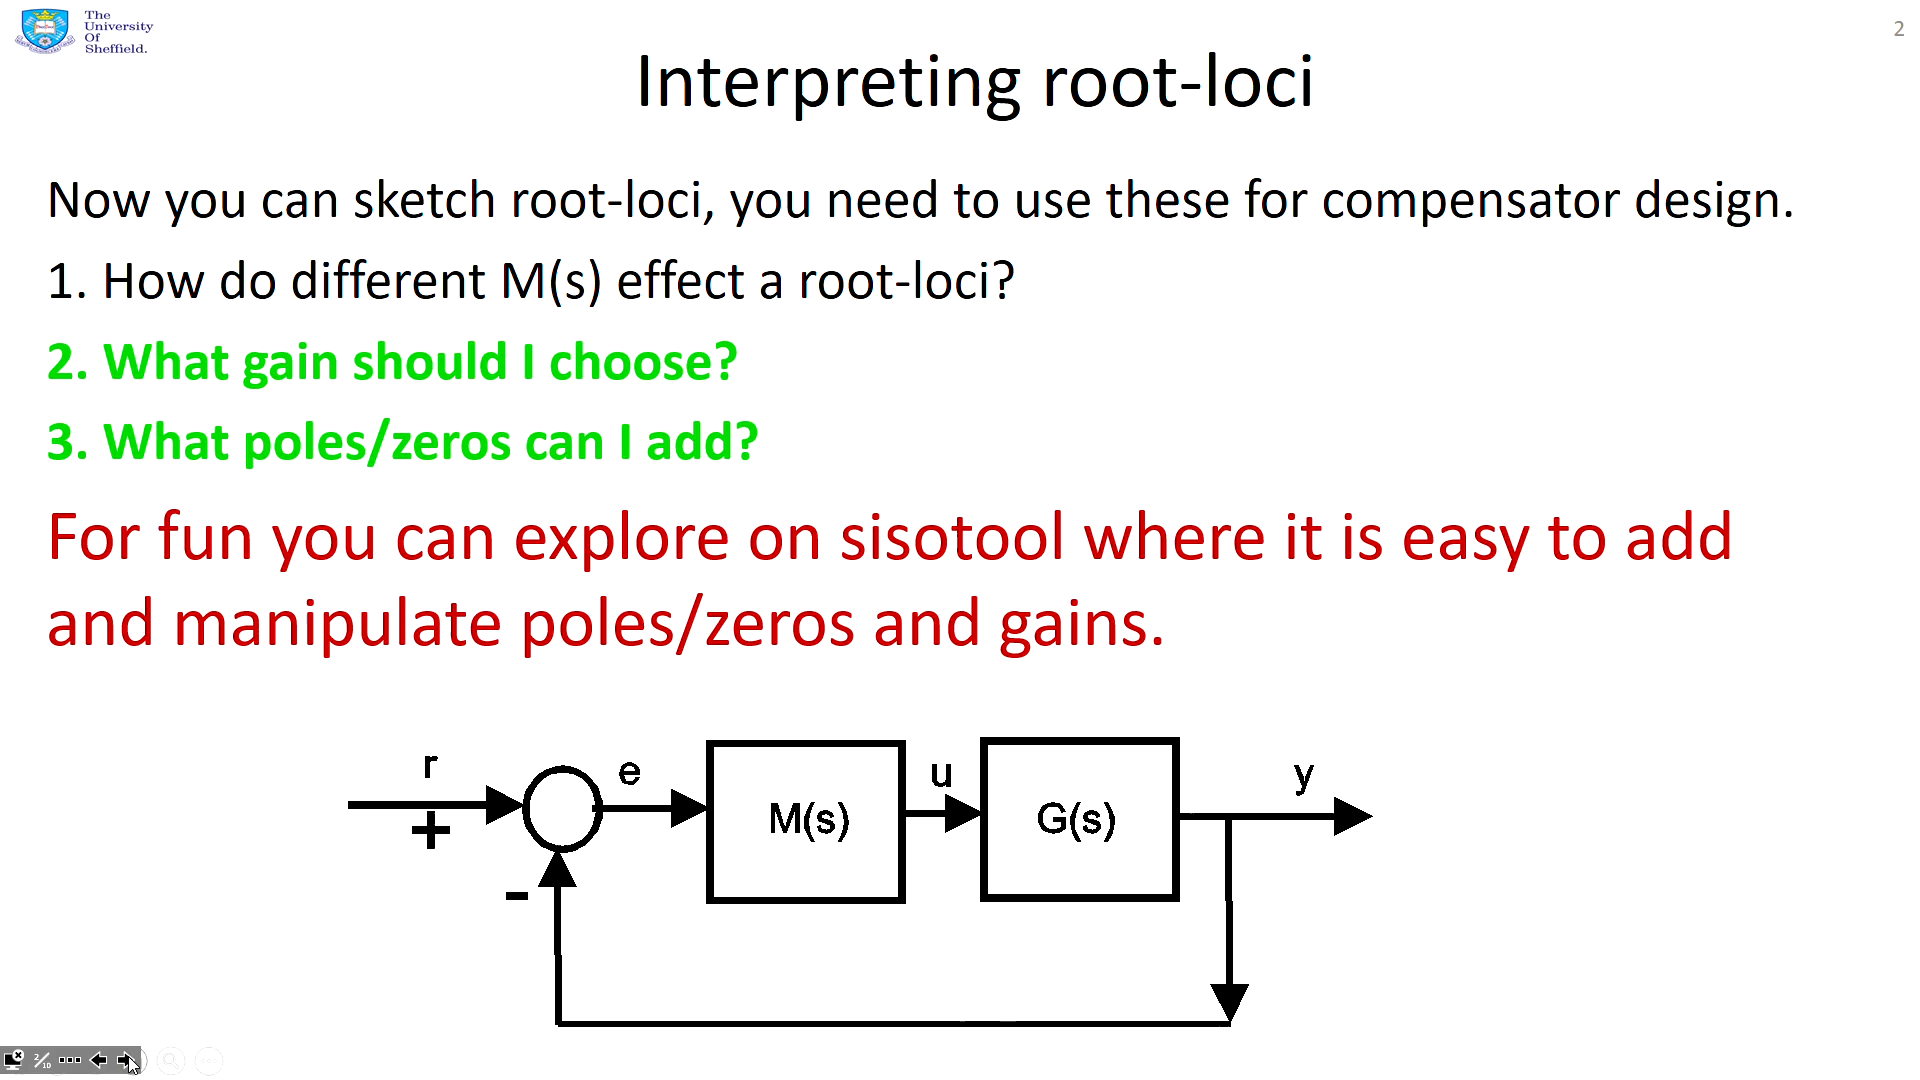 The
University
Of
Sheffield.
2
Interpreting root-loci
Now you can sketch root-loci, you need to use these for compensator design.
1. How do different M(s) effect a root-loci?
2. What gain should I choose?
3. What poles/zeros can I add?
For fun you can explore on sisotool where it is easy to add
and manipulate poles/zeros and gains.
r
+
-
e
M(s)
u
G(s)
y
2/10